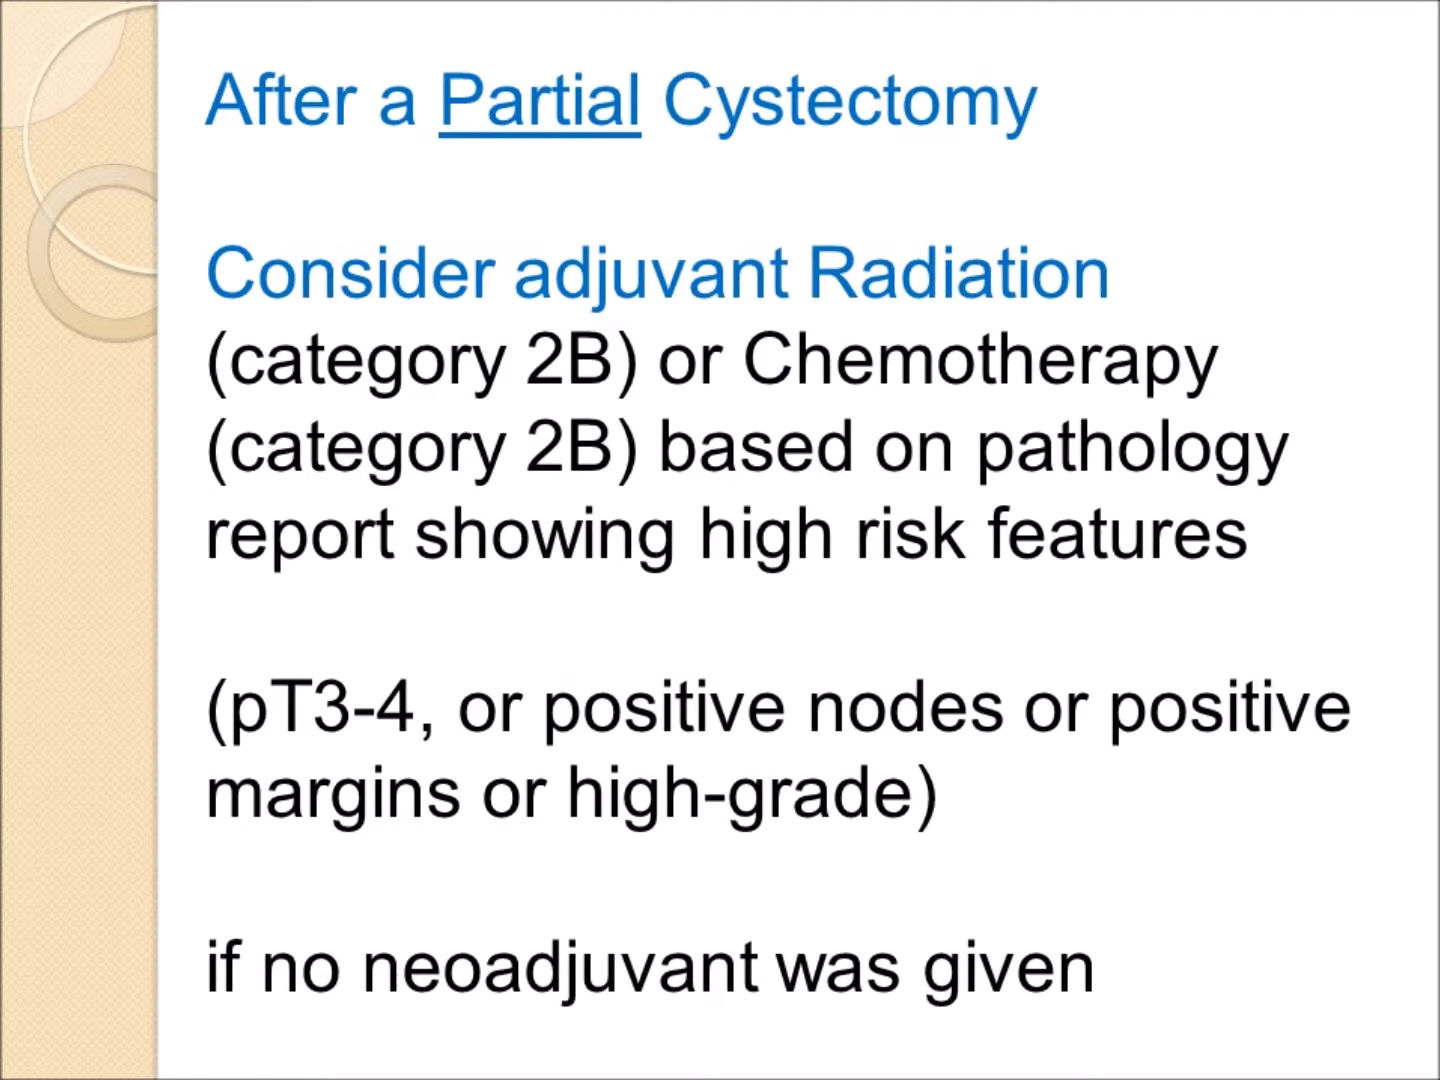 After a Partial Cystectomy
Consider adjuvant Radiation
(category 2B) or Chemotherapy
(category 2B) based on pathology
report showing high risk features
(pT3-4, or positive nodes or positive
margins or high-grade)
if no neoadjuvant was given